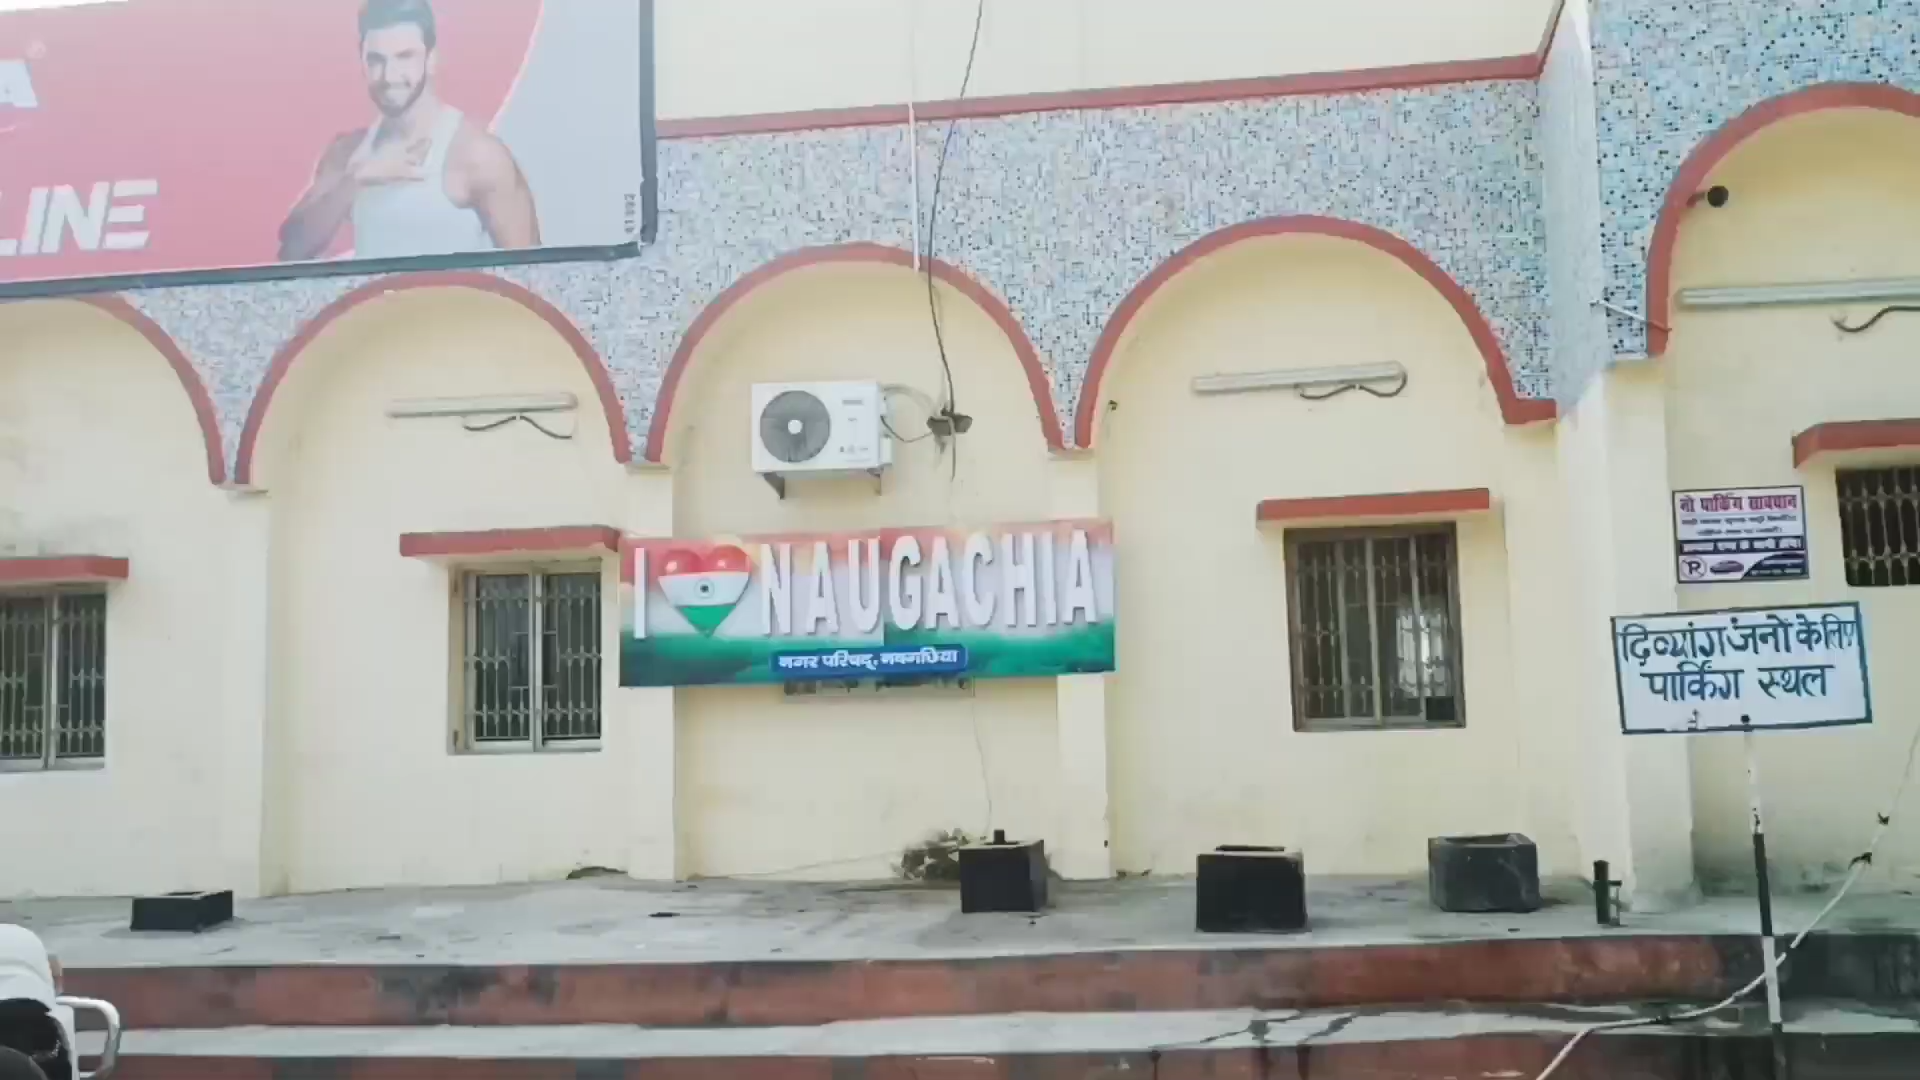 LINE
I NAUGACHIA
नगर परिषद्, नवगछिया
नो पार्किंग सावधान
दिव्यांगजनों के लिए
पार्किंग स्थल